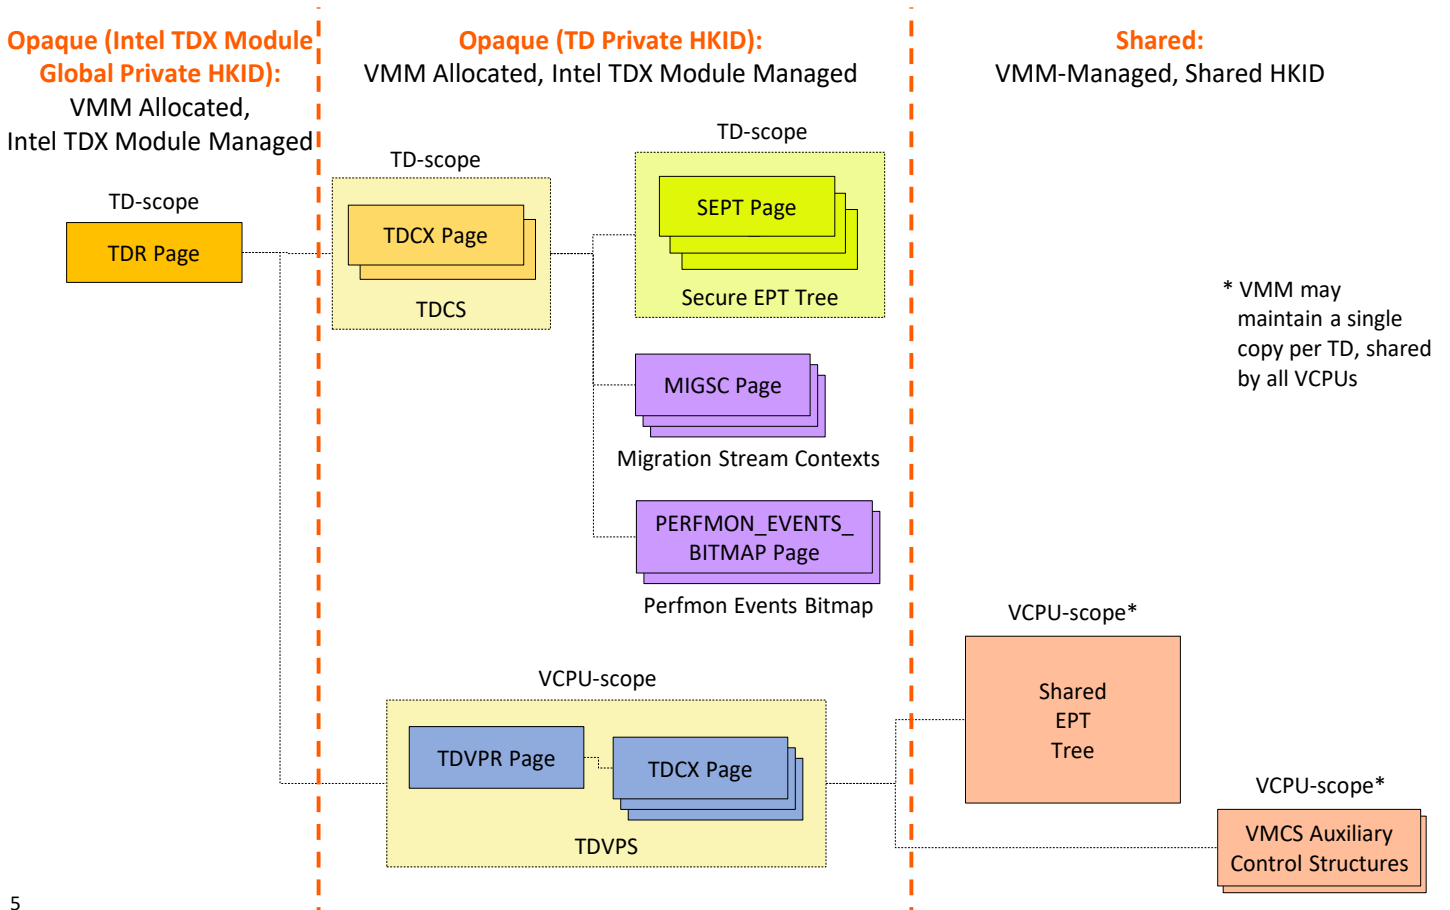 Opaque (Intel TDX Module
Global Private HKID):
VMM Allocated,
Intel TDX Module Managed
Opaque (TD Private HKID):
VMM Allocated, Intel TDX Module Managed
Shared:
VMM-Managed, Shared HKID
TD-scope
TDR Page
TD-scope
TDCX Page
TDCS
TD-scope
SEPT Page
Secure EPT Tree
MIGSC Page
Migration Stream Contexts
PERFMON_EVENTS_
BITMAP Page
Perfmon Events Bitmap
* VMM may
maintain a single
copy per TD, shared
by all VCPUs
VCPU-scope
TDVPR Page
TDCX Page
TDVPS
VCPU-scope*
Shared
EPT
Tree
VCPU-scope*
VMCS Auxiliary
Control Structures
5